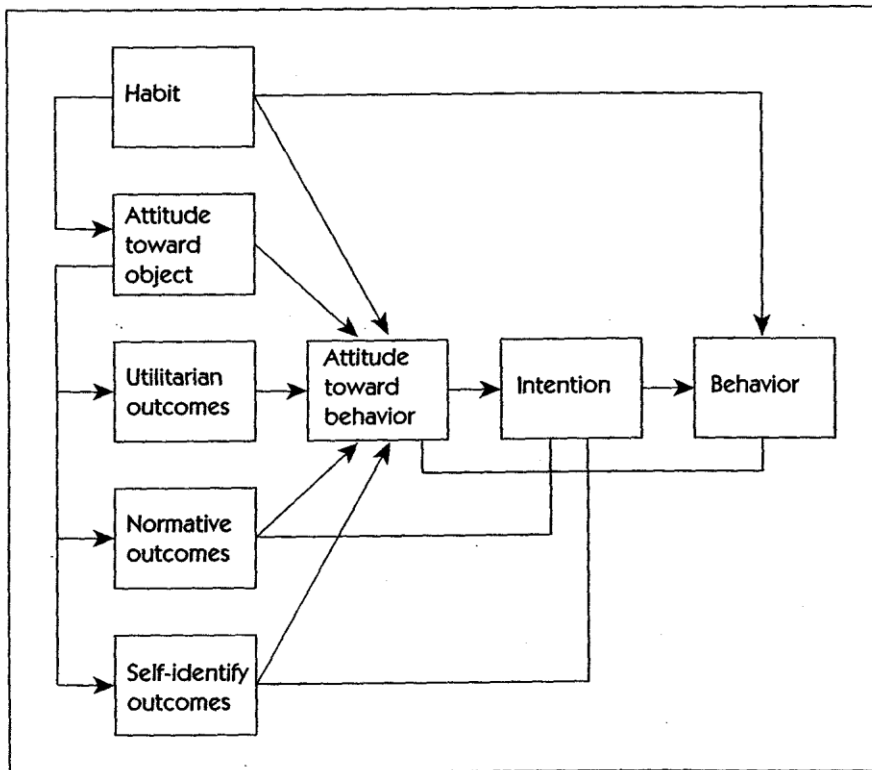 Habit
Attitude
toward
object
Utilitarian
outcomes
Attitude
toward
behavior
Intention
Behavior
Normative
outcomes
Self-identify
outcomes